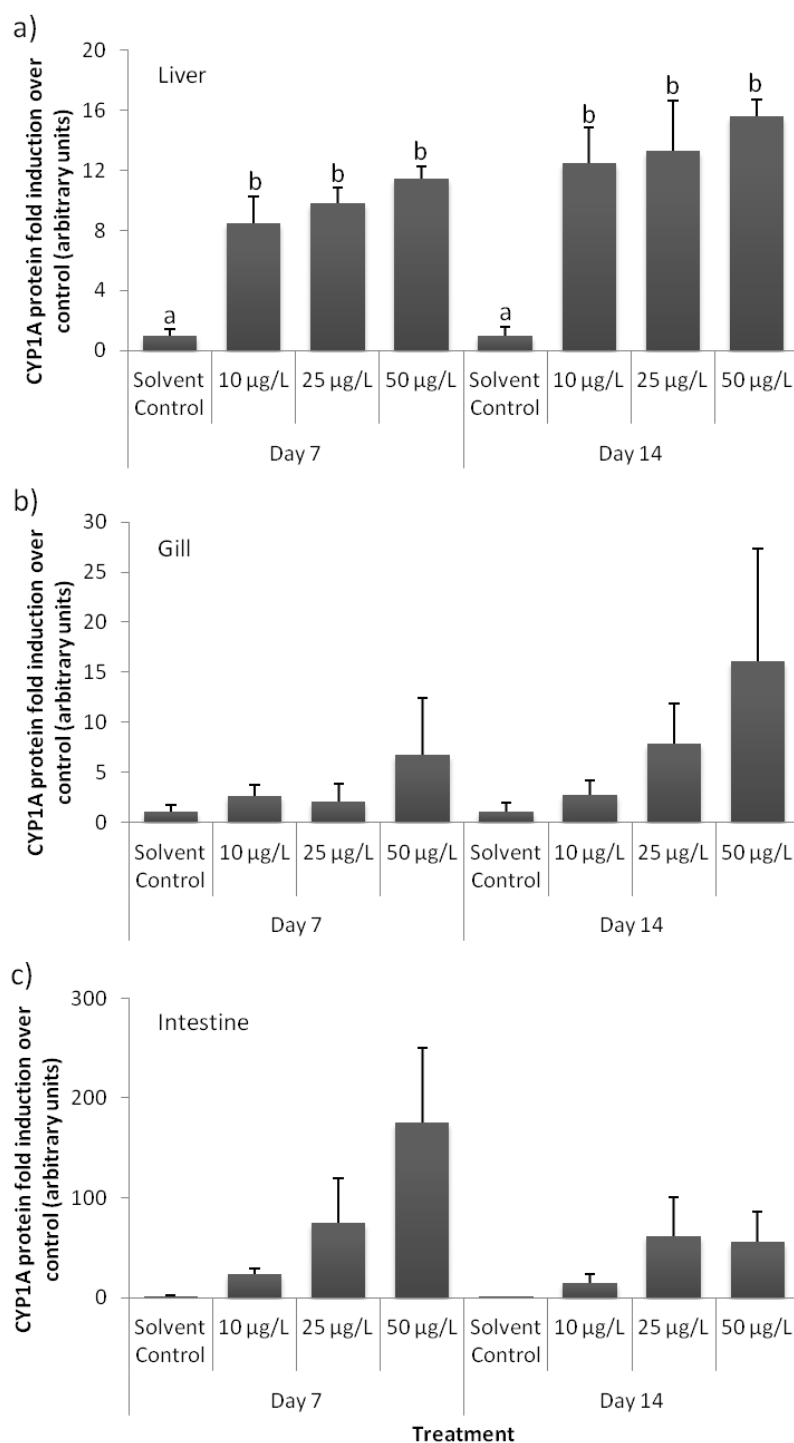 a)
CYP1A protein fold induction over
control (arbitrary units)
20
16
12
8
4
0
Liver
a
b
b
b
a
b
b
b
Solvent
Control
10 µg/L
25 µg/L
50 µg/L
Solvent
Control
10 µg/L
25 µg/L
50 µg/L
Day 7
Day 14
b)
CYP1A protein fold induction over
control (arbitrary units)
30
25
20
15
10
5
0
Gill
Solvent
Control
10 µg/L
25 µg/L
50 µg/L
Solvent
Control
10 µg/L
25 µg/L
50 µg/L
Day 7
Day 14
c)
CYP1A protein fold induction over
control (arbitrary units)
300
200
100
0
Intestine
Solvent
Control
10 µg/L
25 µg/L
50 µg/L
Solvent
Control
10 µg/L
25 µg/L
50 µg/L
Day 7
Day 14
Treatment